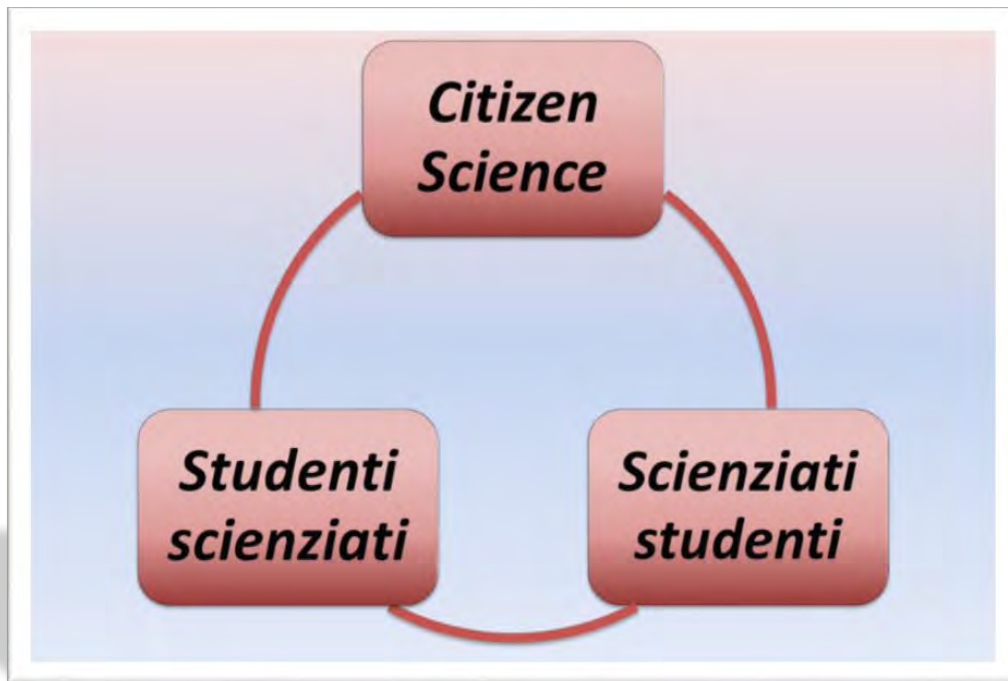 Citizen
Science
Studenti
scienziati
Scienziati
studenti